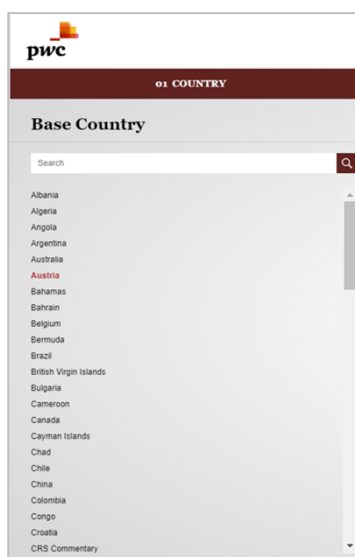 pwc
01 COUNTRY
Base Country
Search
Albania
Algeria
Angola
Argentina
Australia
Austria
Bahamas
Bahrain
Belgium
Bermuda
Brazil
British Virgin Islands
Bulgaria
Cameroon
Canada
Cayman Islands
Chad
Chile
China
Colombia
Congo
Croatia
CRS Commentary